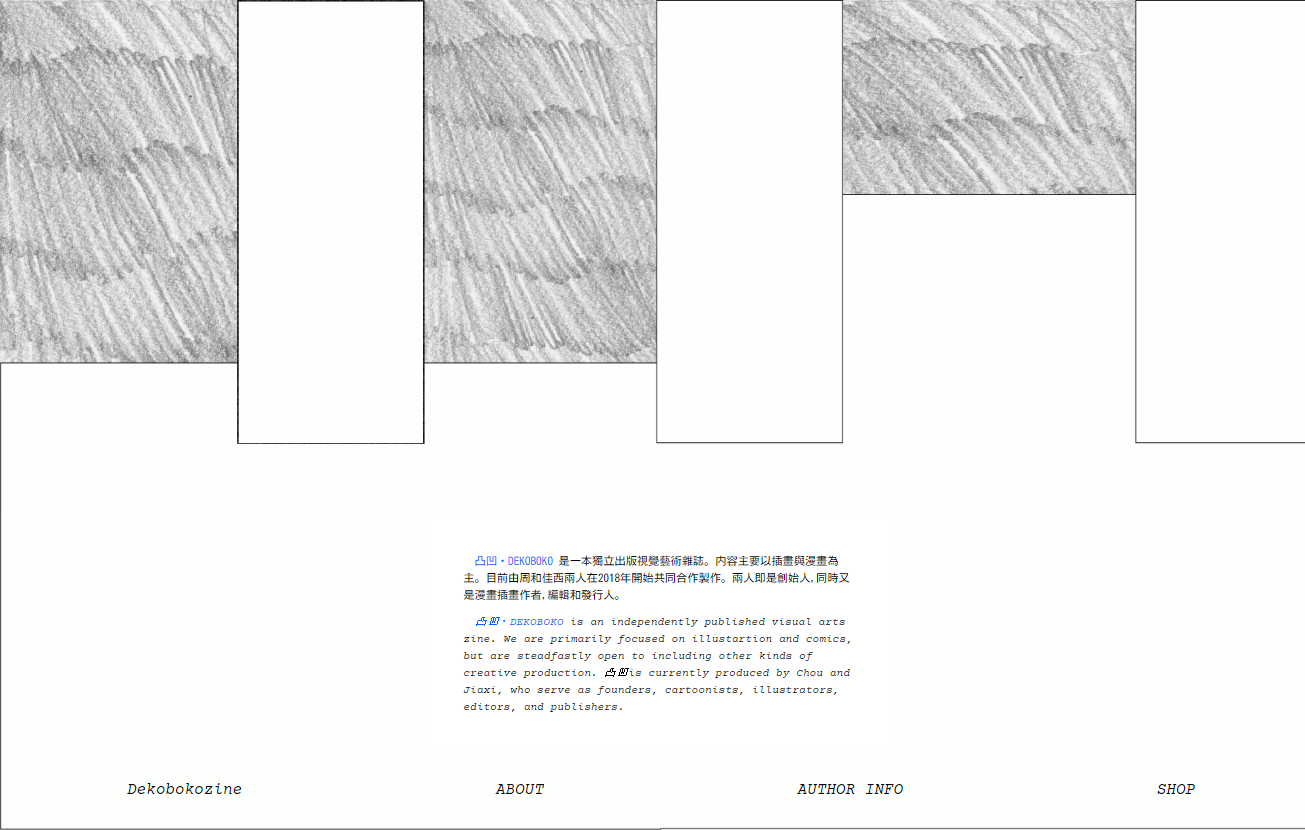 凸凹・DEKOBOKO 是一本獨立出版視覺藝術雜誌。内容主要以插畫與漫畫為
主。目前由周和佳西兩人在2018年開始共同合作製作。兩人即是創始人, 同時又
是漫畫插畫作者, 編輯和發行人。
凸凹・DEKOBOKO is an independently published visual arts
zine. We are primarily focused on illustartion and comics,
but are steadfastly open to including other kinds of
creative production. 凸凹is currently produced by Chou and
Jiaxi, who serve as founders, cartoonists, illustrators,
editors, and publishers.
Dekobokozine ABOUT AUTHOR INFO SHOP